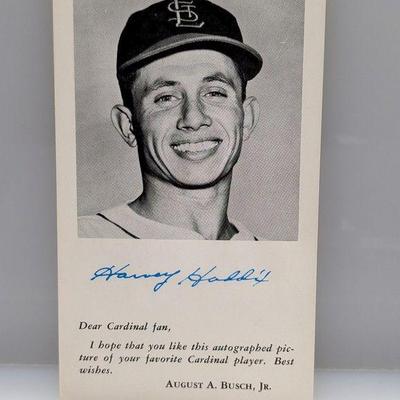 STL
Harvey Haddix
Dear Cardinal fan,
I hope that you like this autographed pic-
ture of your favorite Cardinal player. Best
wishes.
AUGUST A. BUSCH, JR.